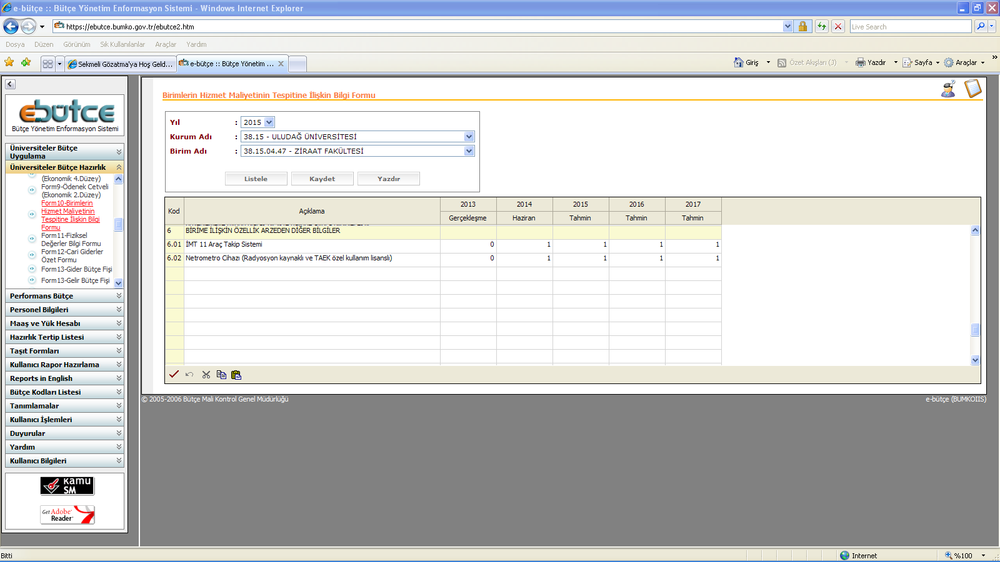 e-bütçe :: Bütçe Yönetim Enformasyon Sistemi - Windows Internet Explorer
https://ebutce.bumko.gov.tr/ebutce2.htm
Live Search
Dosya Düzen Görünüm Sık Kullanılanlar Araçlar Yardım
Sekmeli Gözatma'ya Hoş Geld...
e-bütçe :: Bütçe Yönetim ...
Giriş Özet Akışları (J) Yazdır Sayfa Araçlar
ebütçe
Bütçe Yönetim Enformasyon Sistemi
Üniversiteler Bütçe
Uygulama
Üniversiteler Bütçe Hazırlık
(Ekonomik 4.Düzey)
Form9-Ödenek Cetveli
(Ekonomik 2.Düzey)
Form10-Birimlerin
Hizmet Maliyetinin
Tespitine İlişkin Bilgi
Formu
Form11-Fiziksel
Değerler Bilgi Formu
Form12-Cari Giderler
Özet Formu
Form13-Gider Bütçe Fişi
Form13-Gelir Bütçe Fişi
Performans Bütçe
Personel Bilgileri
Maaş ve Yük Hesabı
Hazırlık Tertip Listesi
Taşıt Formları
Kullanıcı Rapor Hazırlama
Reports in English
Bütçe Kodları Listesi
Tanımlamalar
Kullanıcı İşlemleri
Duyurular
Yardım
Kullanıcı Bilgileri
Kamu
SM
Get Adobe
Reader
Birimlerin Hizmet Maliyetinin Tespitine İlişkin Bilgi Formu
Yıl : 2015
Kurum Adı : 38.15 - ULUDAĞ ÜNİVERSİTESİ
Birim Adı : 38.15.04.47 - ZİRAAT FAKÜLTESİ
Listele Kaydet Yazdır
Kod Açıklama 2013 2014 2015 2016 2017
Gerçekleşme Haziran Tahmin Tahmin Tahmin
6 BİRİME İLİŞKİN ÖZELLİK ARZEDEN DİĞER BİLGİLER
6.01 İMT 11 Araç Takip Sistemi 0 1 1 1 1
6.02 Netrometro Cihazı (Radyosyon kaynaklı ve TAEK özel kullanım lisanslı) 0 1 1 1 1
© 2005-2006 Bütçe Mali Kontrol Genel Müdürlüğü
e-bütçe (BUMKOIIS)
Bitti
Internet
%100